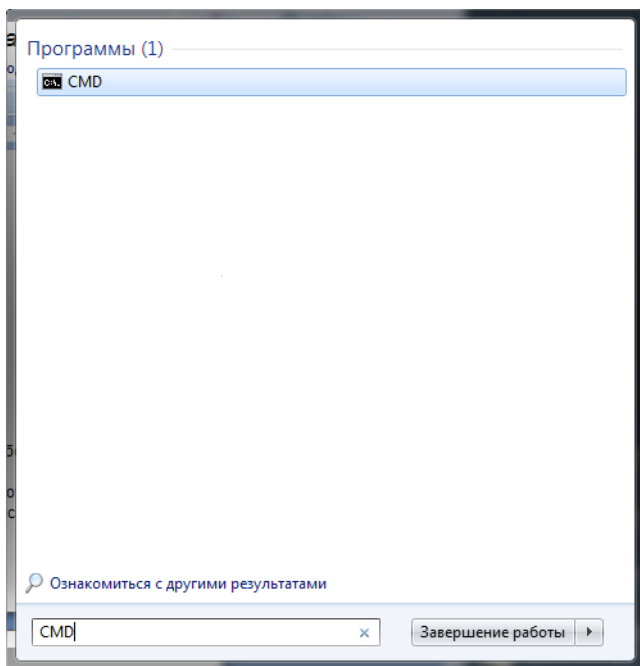 Программы (1)
CMD
Ознакомиться с другими результатами
CMD
Завершение работы